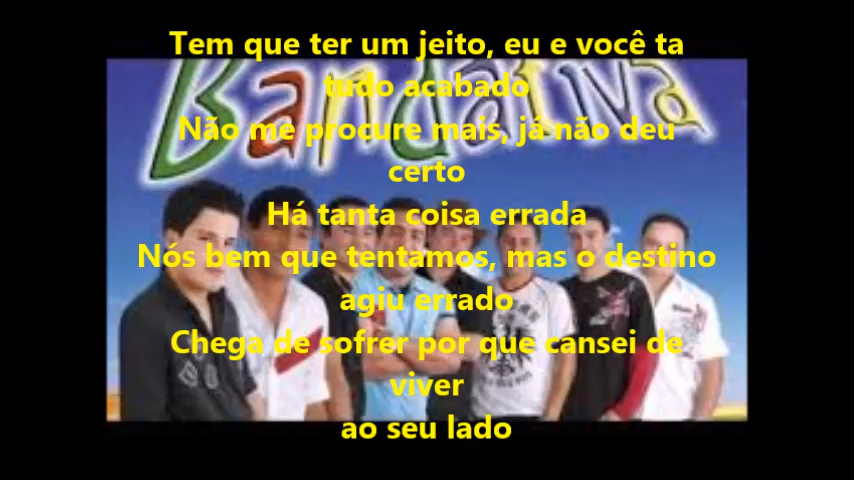 Tem que ter um jeito, eu e você ta
tudo acabado
Bandativa
Não me procure mais, já não deu
certo
Há tanta coisa errada
Nós bem que tentamos, mas o destino
agiu errado
Chega de sofrer por que cansei de
viver
ao seu lado